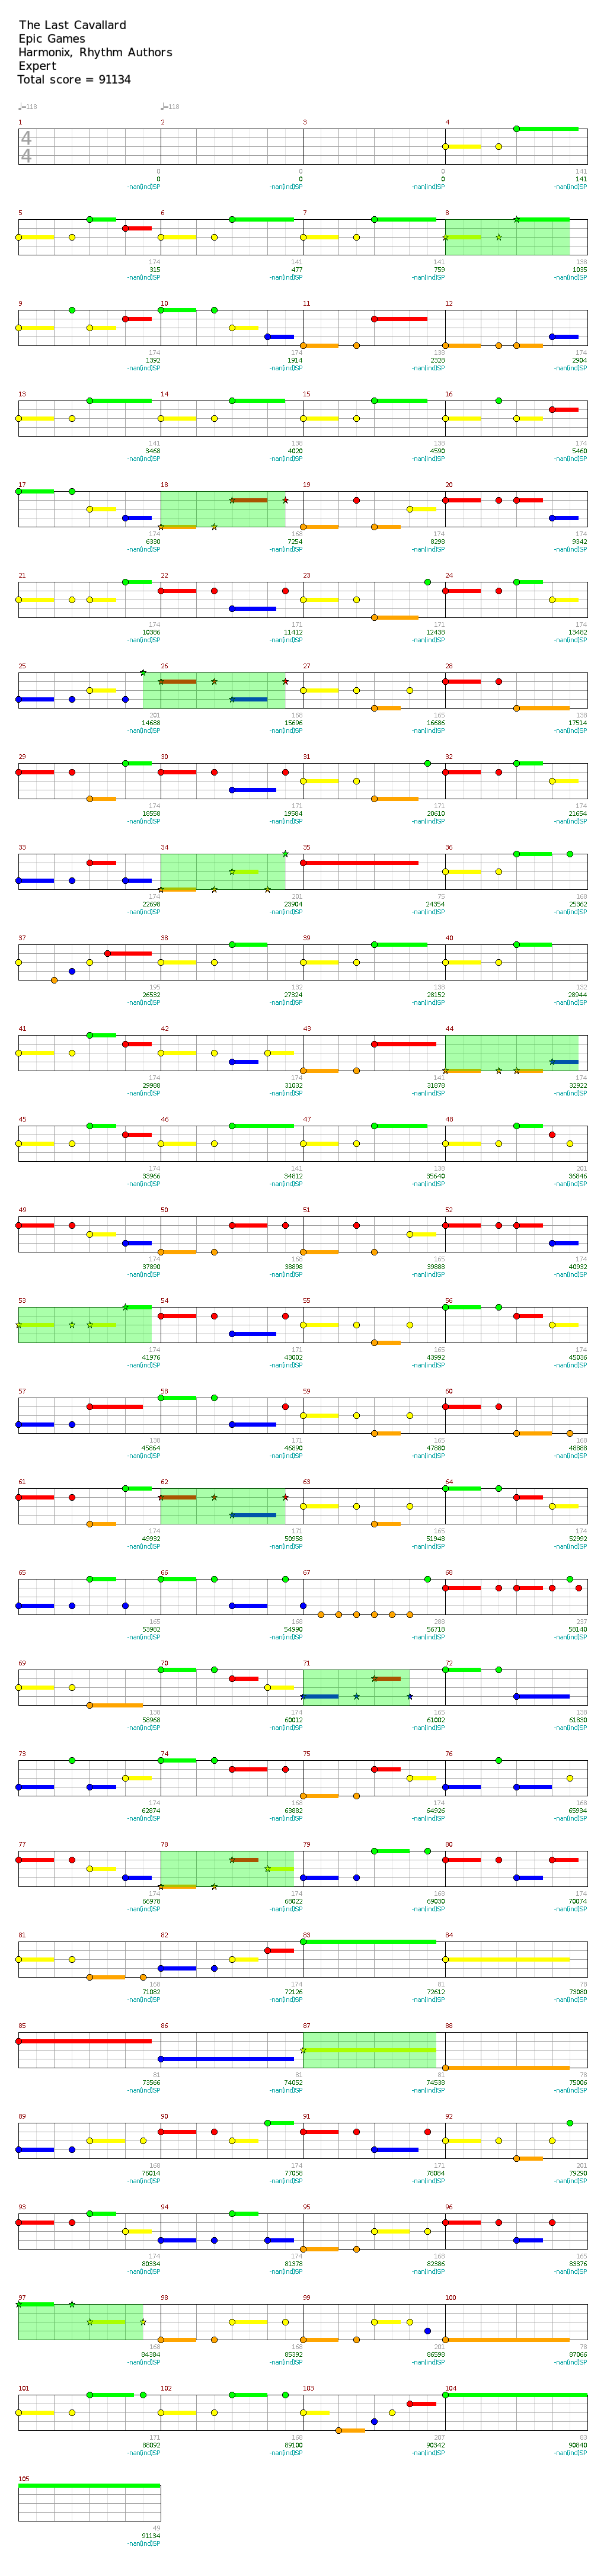 The Last Cavallard
Epic Games
Harmonix, Rhythm Authors
Expert
Total score = 91134
♩=110 ♩=118
1 2 3 4
4
4
0 0 0 141
0 0 0 141
-nan(ind)SP -nan(ind)SP -nan(ind)SP -nan(ind)SP
5 6 7 8
174 141 141 138
315 477 759 1035
-nan(ind)SP -nan(ind)SP -nan(ind)SP -nan(ind)SP
9 10 11 12
174 174 138 174
1392 1914 2328 2904
-nan(ind)SP -nan(ind)SP -nan(ind)SP -nan(ind)SP
13 14 15 16
141 138 138 174
3468 4020 4590 5460
-nan(ind)SP -nan(ind)SP -nan(ind)SP -nan(ind)SP
17 18 19 20
174 168 174 174
6330 7254 8298 9342
-nan(ind)SP -nan(ind)SP -nan(ind)SP -nan(ind)SP
21 22 23 24
174 171 171 174
10386 11412 12438 13482
-nan(ind)SP -nan(ind)SP -nan(ind)SP -nan(ind)SP
25 26 27 28
201 168 165 138
14688 15696 16686 17514
-nan(ind)SP -nan(ind)SP -nan(ind)SP -nan(ind)SP
29 30 31 32
174 171 171 174
18558 19584 20610 21654
-nan(ind)SP -nan(ind)SP -nan(ind)SP -nan(ind)SP
33 34 35 36
174 201 75 168
22698 23904 24354 25362
-nan(ind)SP -nan(ind)SP -nan(ind)SP -nan(ind)SP
37 38 39 40
195 132 138 132
26532 27324 28152 28944
-nan(ind)SP -nan(ind)SP -nan(ind)SP -nan(ind)SP
41 42 43 44
174 174 141 174
29988 31032 31878 32922
-nan(ind)SP -nan(ind)SP -nan(ind)SP -nan(ind)SP
45 46 47 48
174 141 138 201
33966 34812 35640 36846
-nan(ind)SP -nan(ind)SP -nan(ind)SP -nan(ind)SP
49 50 51 52
174 168 165 174
37890 38898 39888 40932
-nan(ind)SP -nan(ind)SP -nan(ind)SP -nan(ind)SP
53 54 55 56
174 171 165 174
41976 43002 43992 45036
-nan(ind)SP -nan(ind)SP -nan(ind)SP -nan(ind)SP
57 58 59 60
138 171 165 168
45864 46890 47880 48888
-nan(ind)SP -nan(ind)SP -nan(ind)SP -nan(ind)SP
61 62 63 64
174 171 165 174
49932 50958 51948 52992
-nan(ind)SP -nan(ind)SP -nan(ind)SP -nan(ind)SP
65 66 67 68
165 168 288 237
53982 54990 56718 58140
-nan(ind)SP -nan(ind)SP -nan(ind)SP -nan(ind)SP
69 70 71 72
138 174 165 138
58968 60012 61002 61830
-nan(ind)SP -nan(ind)SP -nan(ind)SP -nan(ind)SP
73 74 75 76
174 168 174 168
62874 63882 64926 65934
-nan(ind)SP -nan(ind)SP -nan(ind)SP -nan(ind)SP
77 78 79 80
174 174 168 174
66978 68022 69030 70074
-nan(ind)SP -nan(ind)SP -nan(ind)SP -nan(ind)SP
81 82 83 84
168 174 81 78
71082 72126 72612 73080
-nan(ind)SP -nan(ind)SP -nan(ind)SP -nan(ind)SP
85 86 87 88
81 81 81 78
73566 74052 74538 75006
-nan(ind)SP -nan(ind)SP -nan(ind)SP -nan(ind)SP
89 90 91 92
168 174 171 201
76014 77058 78084 79290
-nan(ind)SP -nan(ind)SP -nan(ind)SP -nan(ind)SP
93 94 95 96
174 174 168 165
80334 81378 82386 83376
-nan(ind)SP -nan(ind)SP -nan(ind)SP -nan(ind)SP
97 98 99 100
168 168 201 78
84384 85392 86598 87066
-nan(ind)SP -nan(ind)SP -nan(ind)SP -nan(ind)SP
101 102 103 104
171 168 207 83
88092 89100 90342 90840
-nan(ind)SP -nan(ind)SP -nan(ind)SP -nan(ind)SP
105
49
91134
-nan(ind)SP